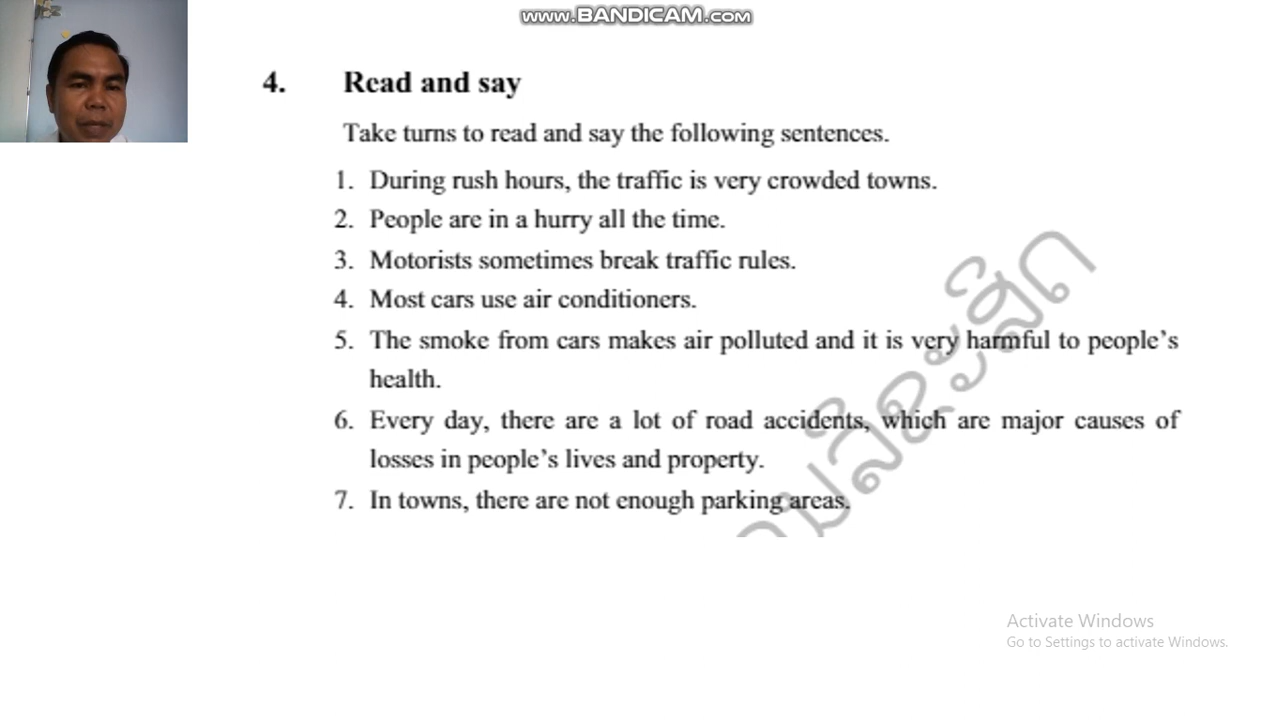 www.BANDICAM.com
4. Read and say
Take turns to read and say the following sentences.
1. During rush hours, the traffic is very crowded towns.
2. People are in a hurry all the time.
3. Motorists sometimes break traffic rules.
4. Most cars use air conditioners.
5. The smoke from cars makes air polluted and it is very harmful to people’s
health.
6. Every day, there are a lot of road accidents, which are major causes of
losses in people’s lives and property.
7. In towns, there are not enough parking areas.
Activate Windows
Go to Settings to activate Windows.